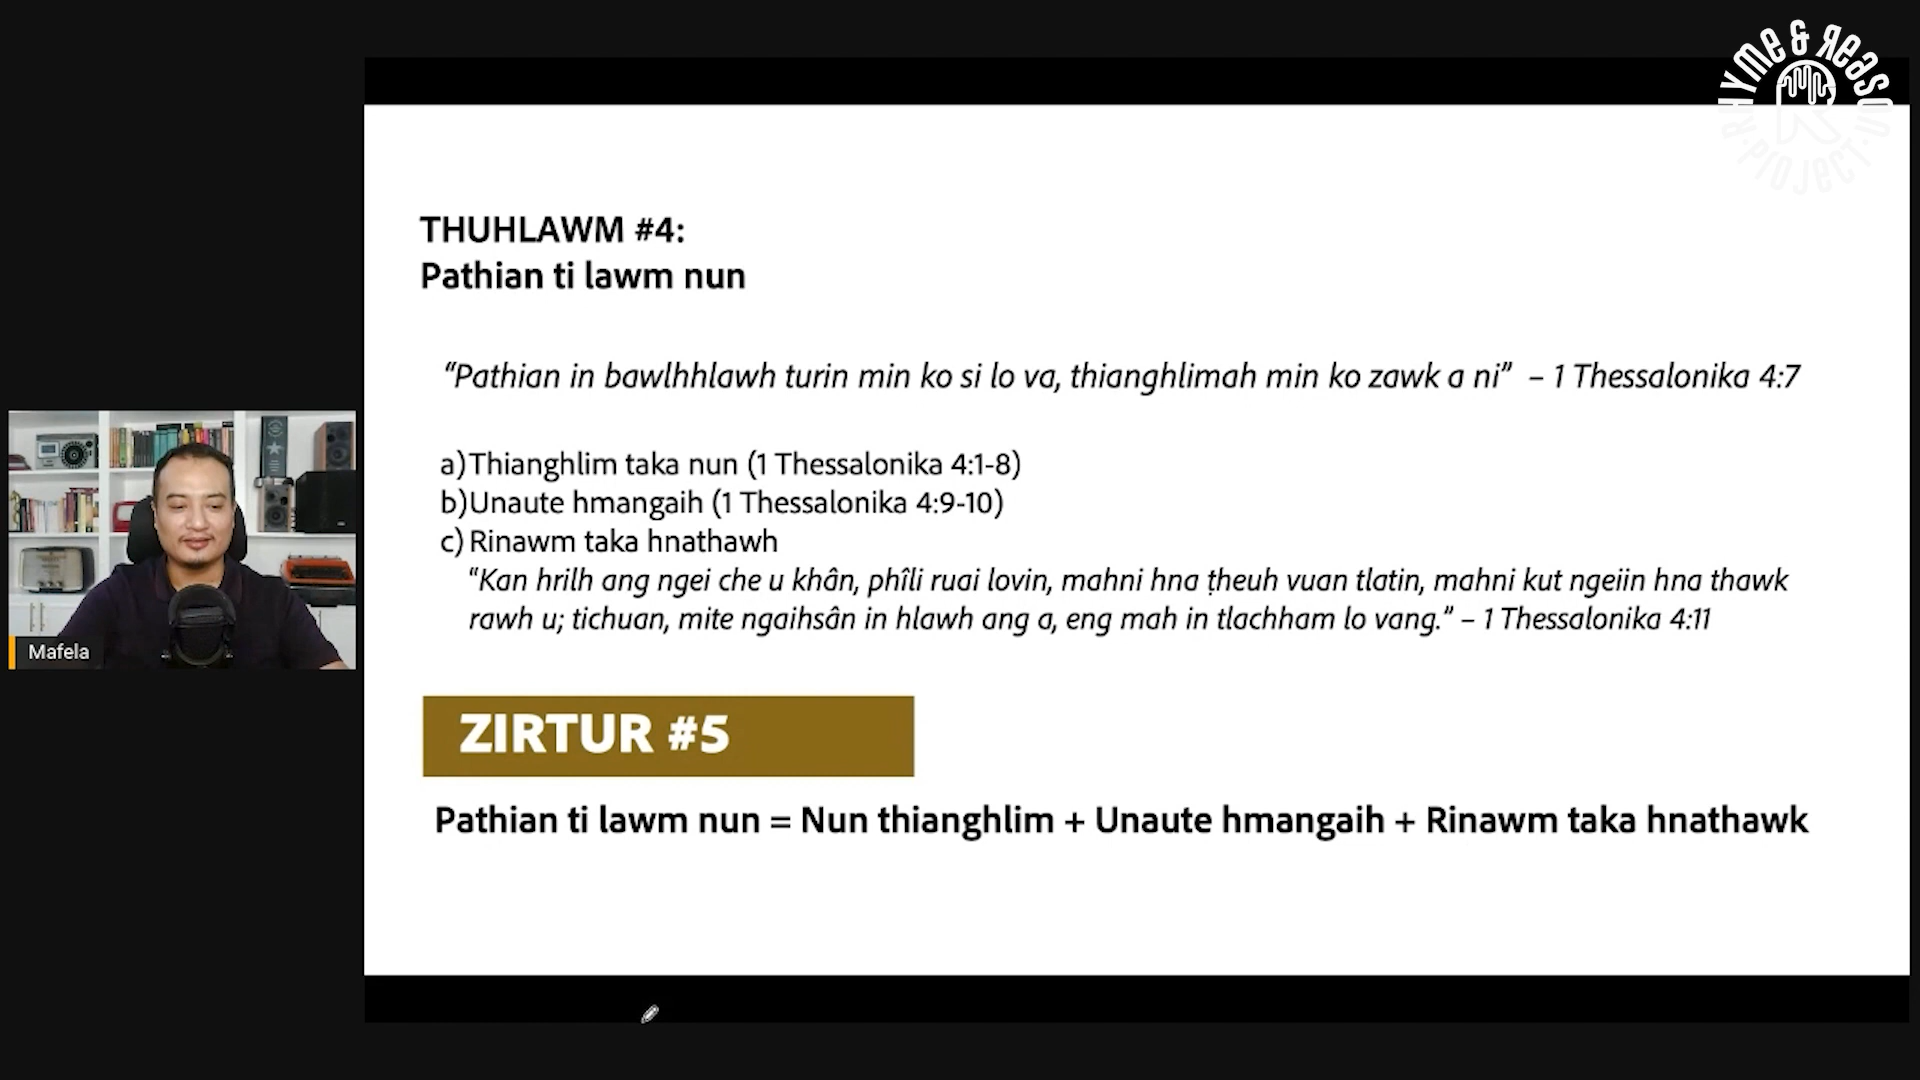 RHYME & REASON
PROJECT
THUHLAWM #4:
Pathian ti lawm nun
“Pathian in bawlhhhlawh turin min ko si lo va, thianghlimah min ko zawk a ni” – 1 Thessalonika 4:7
a) Thianghlim taka nun (1 Thessalonika 4:1-8)
b) Unaute hmangaih (1 Thessalonika 4:9-10)
c) Rinawm taka hnathawh
“Kan hrilh ang ngei che u khân, phîli ruai lovin, mahni hna ṭheuh vuan tlatin, mahni kut ngeiin hna thawk
rawh u; tichuan, mite ngaihsân in hlawh ang a, eng mah in tlachham lo vang.” – 1 Thessalonika 4:11
Mafela
ZIRTUR #5
Pathian ti lawm nun = Nun thianghlim + Unaute hmangaih + Rinawm taka hnathawk